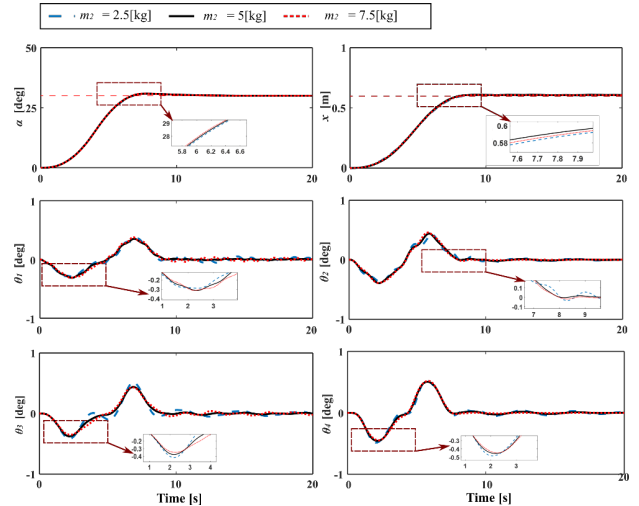 m₂ = 2.5[kg] m₂ = 5[kg] m₂ = 7.5[kg]
60
30
0
α [deg]
29
28
5.8 6 6.2 6.4 6.6
0 10 20
1
0.5
0
x [m]
0.6
0.58
7.6 7.7 7.8 7.9
0 10 20
1
0
-1
θ₁ [deg]
-0.2
-0.3
-0.4
1 2 3
0 10 20
1
0
-1
θ₂ [deg]
0.1
0
-0.1
7 8 9
0 10 20
1
0
-1
θ₃ [deg]
-0.2
-0.3
-0.4
1 2 3 4
0 10 20
Time [s]
1
0
-1
θ₄ [deg]
-0.3
-0.4
-0.5
1 2 3
0 10 20
Time [s]